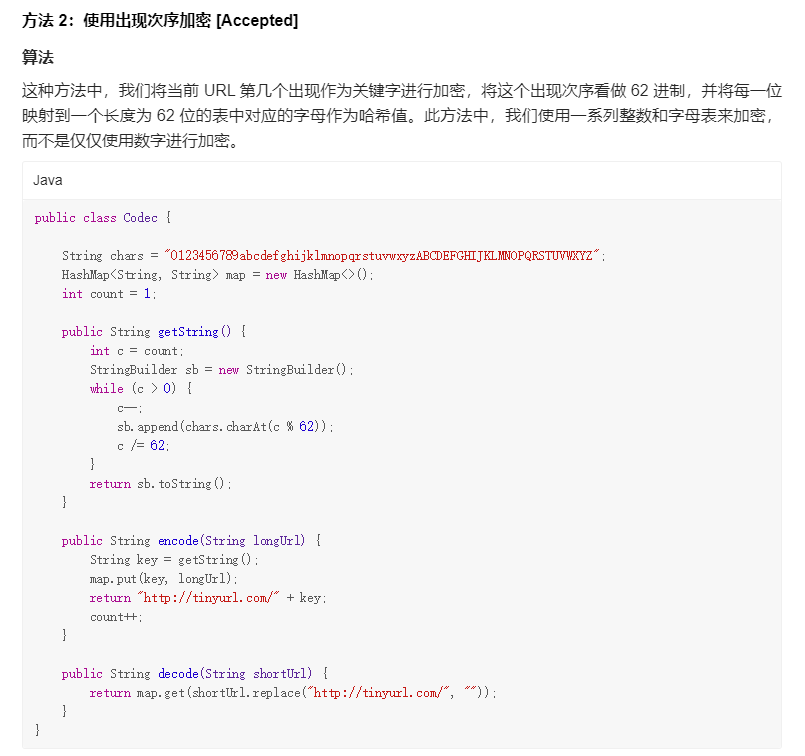 方法 2：使用出现次序加密 [Accepted]
算法
这种方法中，我们将当前 URL 第几个出现作为关键字进行加密，将这个出现次序看做 62 进制，并将每一位
映射到一个长度为 62 位的表中对应的字母作为哈希值。此方法中，我们使用一系列整数和字母表来加密，
而不是仅仅使用数字进行加密。
Java
public class Codec {
    String chars = "0123456789abcdefghijklmnopqrstuvwxyzABCDEFGHIJKLMNOPQRSTUVWXYZ";
    HashMap<String, String> map = new HashMap<>();
    int count = 1;
    public String getString() {
        int c = count;
        StringBuilder sb = new StringBuilder();
        while (c > 0) {
            c--;
            sb.append(chars.charAt(c % 62));
            c /= 62;
        }
        return sb.toString();
    }
    public String encode(String longUrl) {
        String key = getString();
        map.put(key, longUrl);
        return "http://tinyurl.com/" + key;
        count++;
    }
    public String decode(String shortUrl) {
        return map.get(shortUrl.replace("http://tinyurl.com/", ""));
    }
}